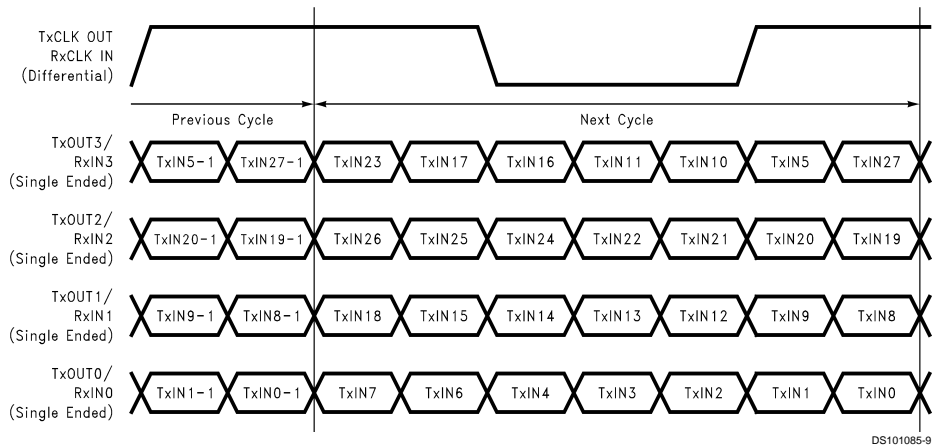 TxCLK OUT
RxCLK IN
(Differential)
Previous Cycle
Next Cycle
TxOUT3/
RxIN3
(Single Ended)
TxIN5-1 TxIN27-1 TxIN23 TxIN17 TxIN16 TxIN11 TxIN10 TxIN5 TxIN27
TxOUT2/
RxIN2
(Single Ended)
TxIN20-1 TxIN19-1 TxIN26 TxIN25 TxIN24 TxIN22 TxIN21 TxIN20 TxIN19
TxOUT1/
RxIN1
(Single Ended)
TxIN9-1 TxIN8-1 TxIN18 TxIN15 TxIN14 TxIN13 TxIN12 TxIN9 TxIN8
TxOUT0/
RxIN0
(Single Ended)
TxIN1-1 TxIN0-1 TxIN7 TxIN6 TxIN4 TxIN3 TxIN2 TxIN1 TxIN0
DS101085-9